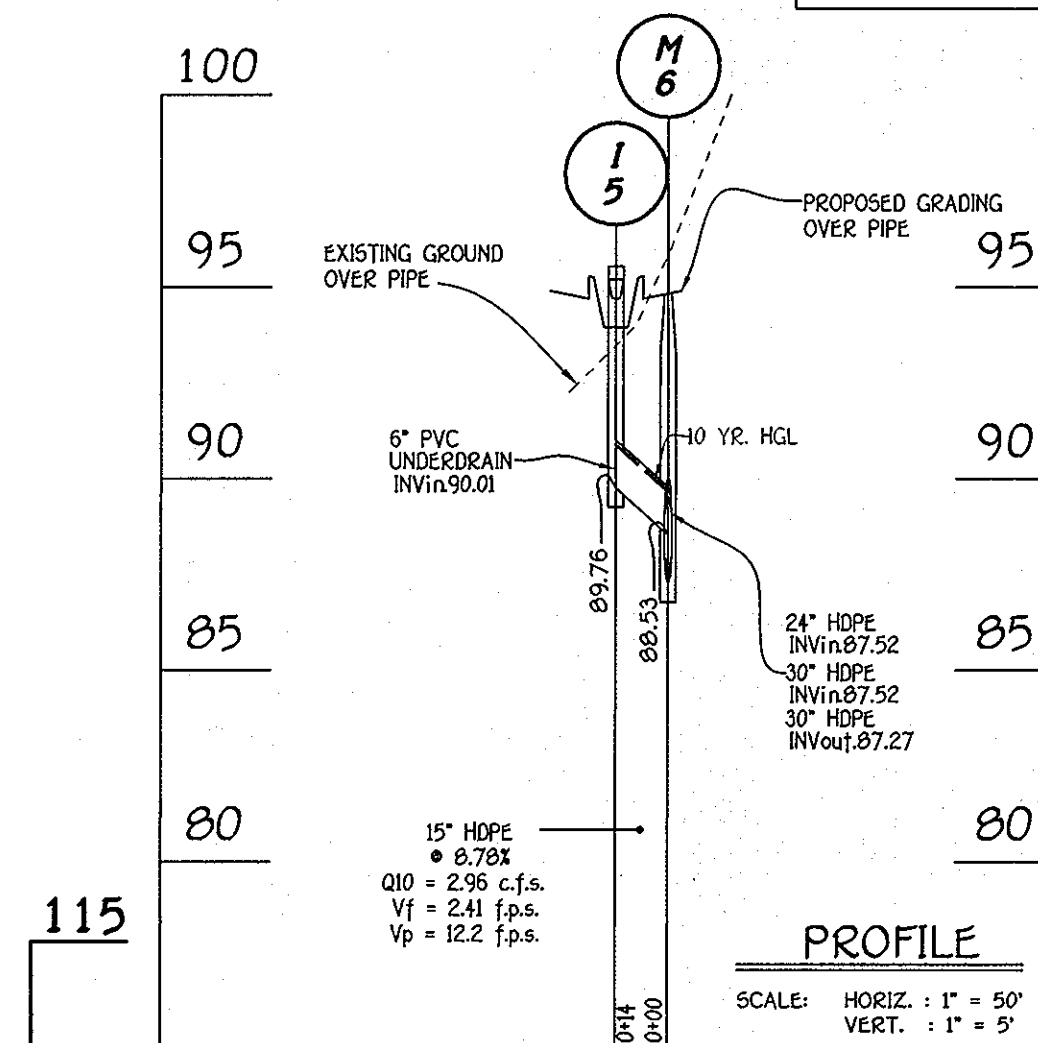 100
M
6
I
5
PROPOSED GRADING
OVER PIPE
EXISTING GROUND
OVER PIPE
95
95
6" PVC
UNDERDRAIN
INVin.90.01
10 YR. HGL
90
90
89.76
88.53
24" HDPE
INVin.87.52
30" HDPE
INVin.87.52
30" HDPE
INVout.87.27
85
85
80
80
15" HDPE
@ 8.78%
Q10 = 2.96 c.f.s.
Vf = 2.41 f.p.s.
Vp = 12.2 f.p.s.
115
0+14
0+00
PROFILE
SCALE: HORIZ. : 1" = 50'
VERT. : 1" = 5'